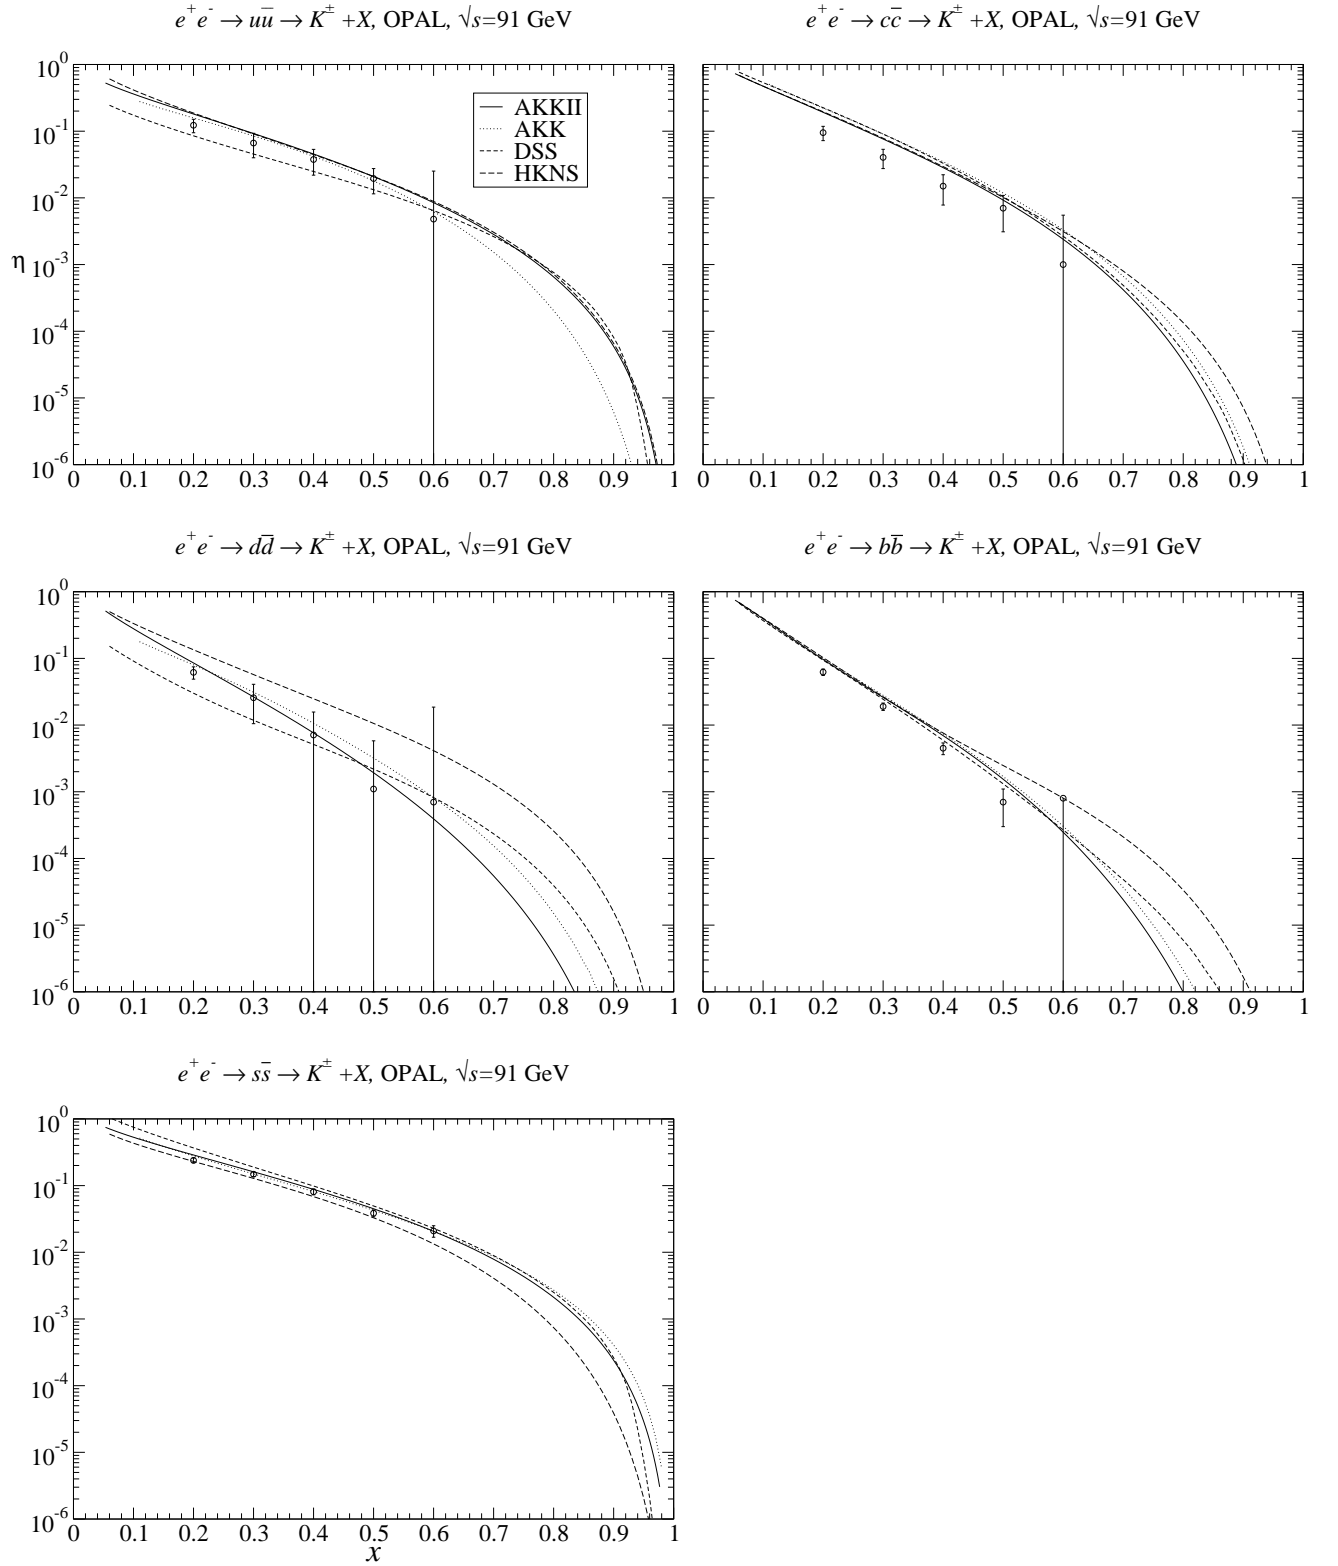 e⁺e⁻→uū→K^± +X, OPAL, √s=91 GeV
10⁰
10⁻¹
10⁻²
10⁻³
10⁻⁴
10⁻⁵
10⁻⁶
η
AKKII
AKK
DSS
HKNS
0 0.1 0.2 0.3 0.4 0.5 0.6 0.7 0.8 0.9 1
e⁺e⁻→cc̄→K^± +X, OPAL, √s=91 GeV
0 0.1 0.2 0.3 0.4 0.5 0.6 0.7 0.8 0.9 1
e⁺e⁻→dd̄→K^± +X, OPAL, √s=91 GeV
10⁰
10⁻¹
10⁻²
10⁻³
10⁻⁴
10⁻⁵
10⁻⁶
0 0.1 0.2 0.3 0.4 0.5 0.6 0.7 0.8 0.9 1
e⁺e⁻→bb̄→K^± +X, OPAL, √s=91 GeV
0 0.1 0.2 0.3 0.4 0.5 0.6 0.7 0.8 0.9 1
e⁺e⁻→ss̄→K^± +X, OPAL, √s=91 GeV
10⁰
10⁻¹
10⁻²
10⁻³
10⁻⁴
10⁻⁵
10⁻⁶
0 0.1 0.2 0.3 0.4 0.5 0.6 0.7 0.8 0.9 1
x